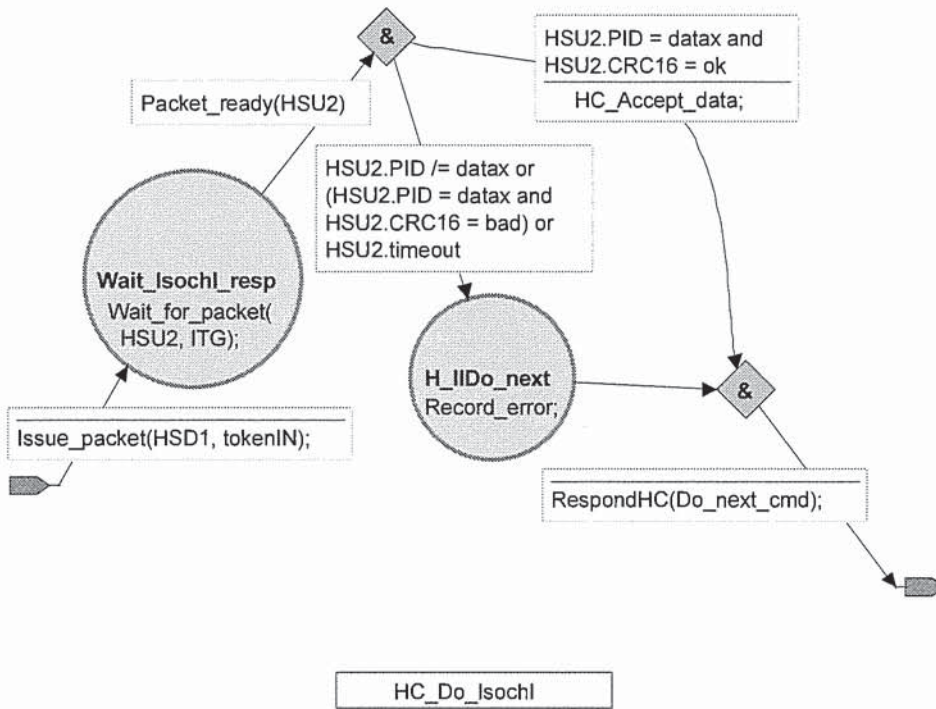 &
HSU2.PID = datax and
HSU2.CRC16 = ok
HC_Accept_data;
Packet_ready(HSU2)
HSU2.PID /= datax or
(HSU2.PID = datax and
HSU2.CRC16 = bad) or
HSU2.timeout
Wait_IsochI_resp
Wait_for_packet(
HSU2, ITG);
H_IIDo_next
Record_error;
&
Issue_packet(HSD1, tokenIN);
RespondHC(Do_next_cmd);
HC_Do_IsochI